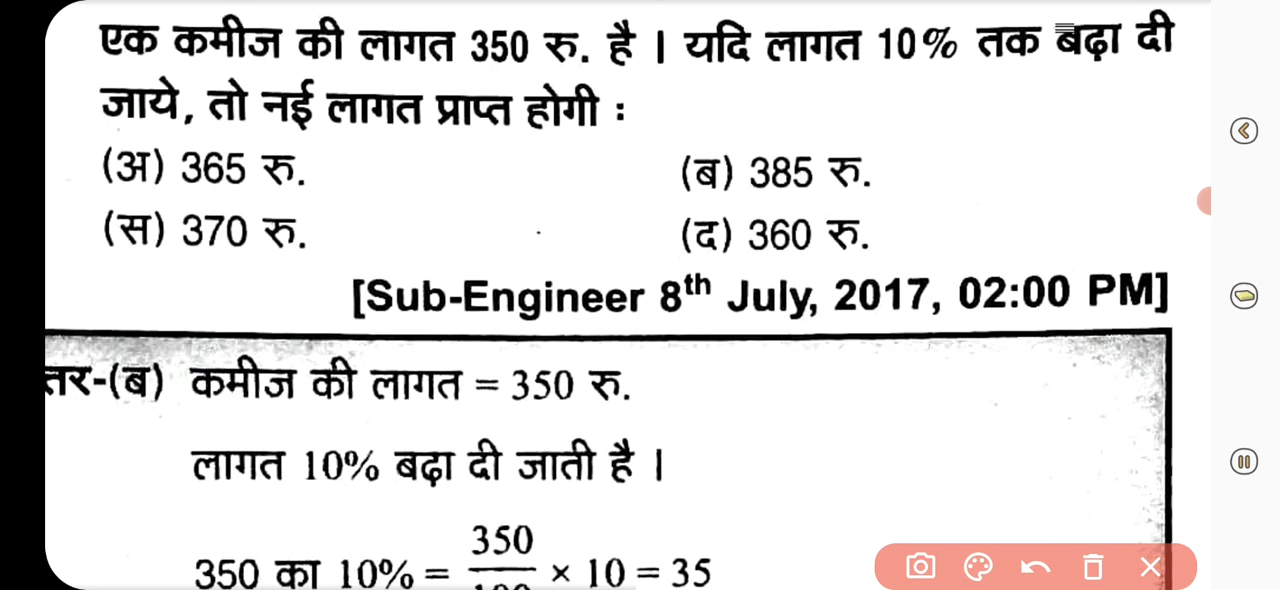 एक कमीज की लागत 350 रु. है । यदि लागत 10% तक बढ़ा दी
जाये, तो नई लागत प्राप्त होगी :
(अ) 365 रु. (ब) 385 रु.
(स) 370 रु. (द) 360 रु.
[Sub-Engineer 8th July, 2017, 02:00 PM]
तर-(ब) कमीज की लागत = 350 रु.
लागत 10% बढ़ा दी जाती है ।
350
350 का 10% = × 10 = 35